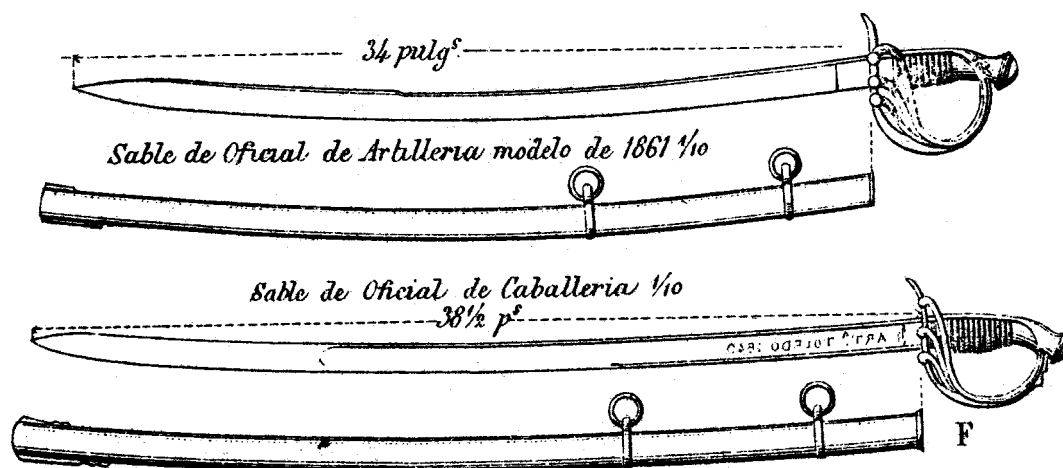 34 pulgˢ
Sable de Oficial de Artilleria modelo de 1861 1/10
Sable de Oficial de Caballeria 1/10
38½ pˢ
TOLEDO
F